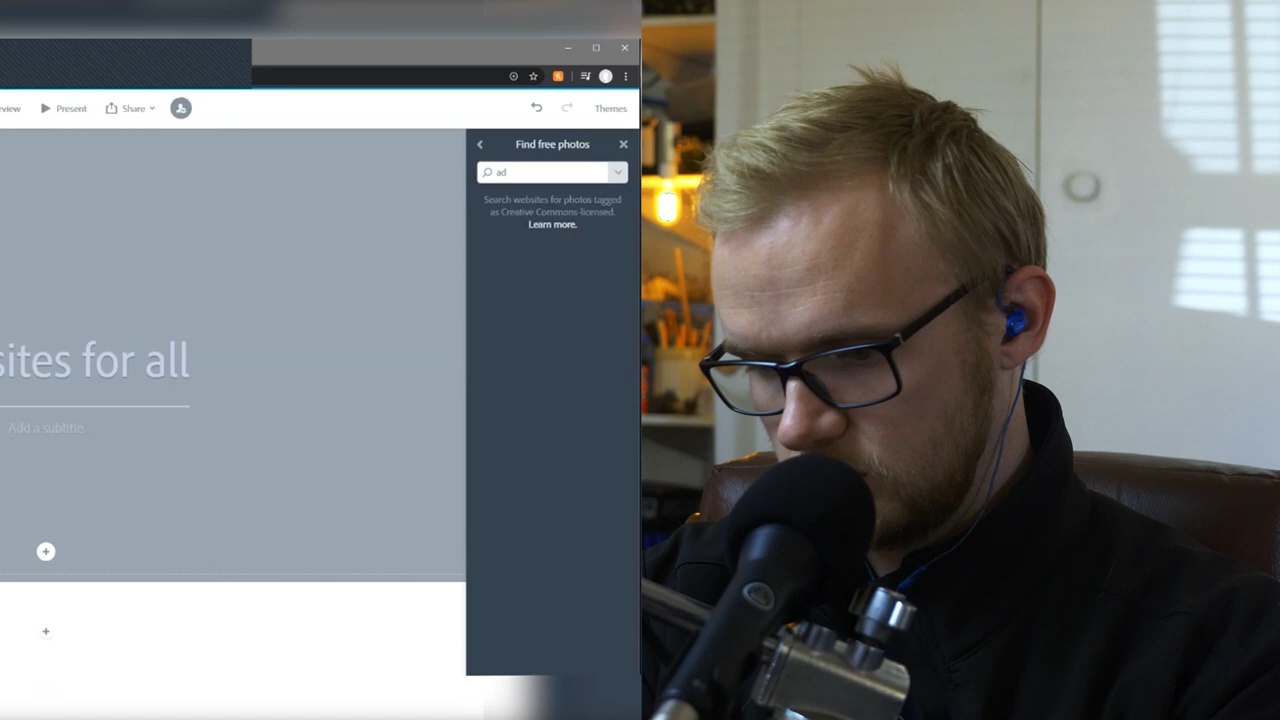 view
Present
Share
Themes
Find free photos
ad
Search websites for photos tagged
as Creative Commons-licensed.
Learn more.
sites for all
Add a subtitle